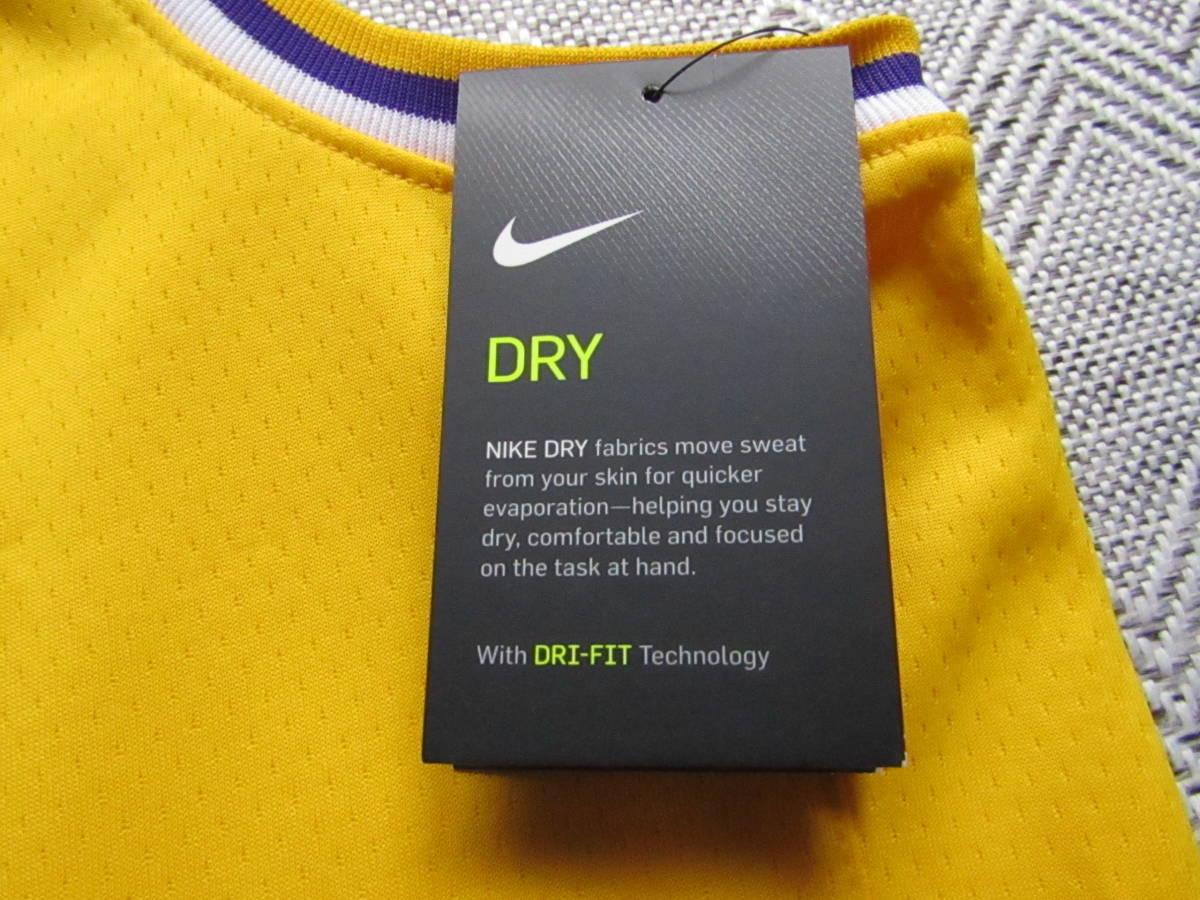 DRY
NIKE DRY fabrics move sweat
from your skin for quicker
evaporation—helping you stay
dry, comfortable and focused
on the task at hand.
With DRI-FIT Technology